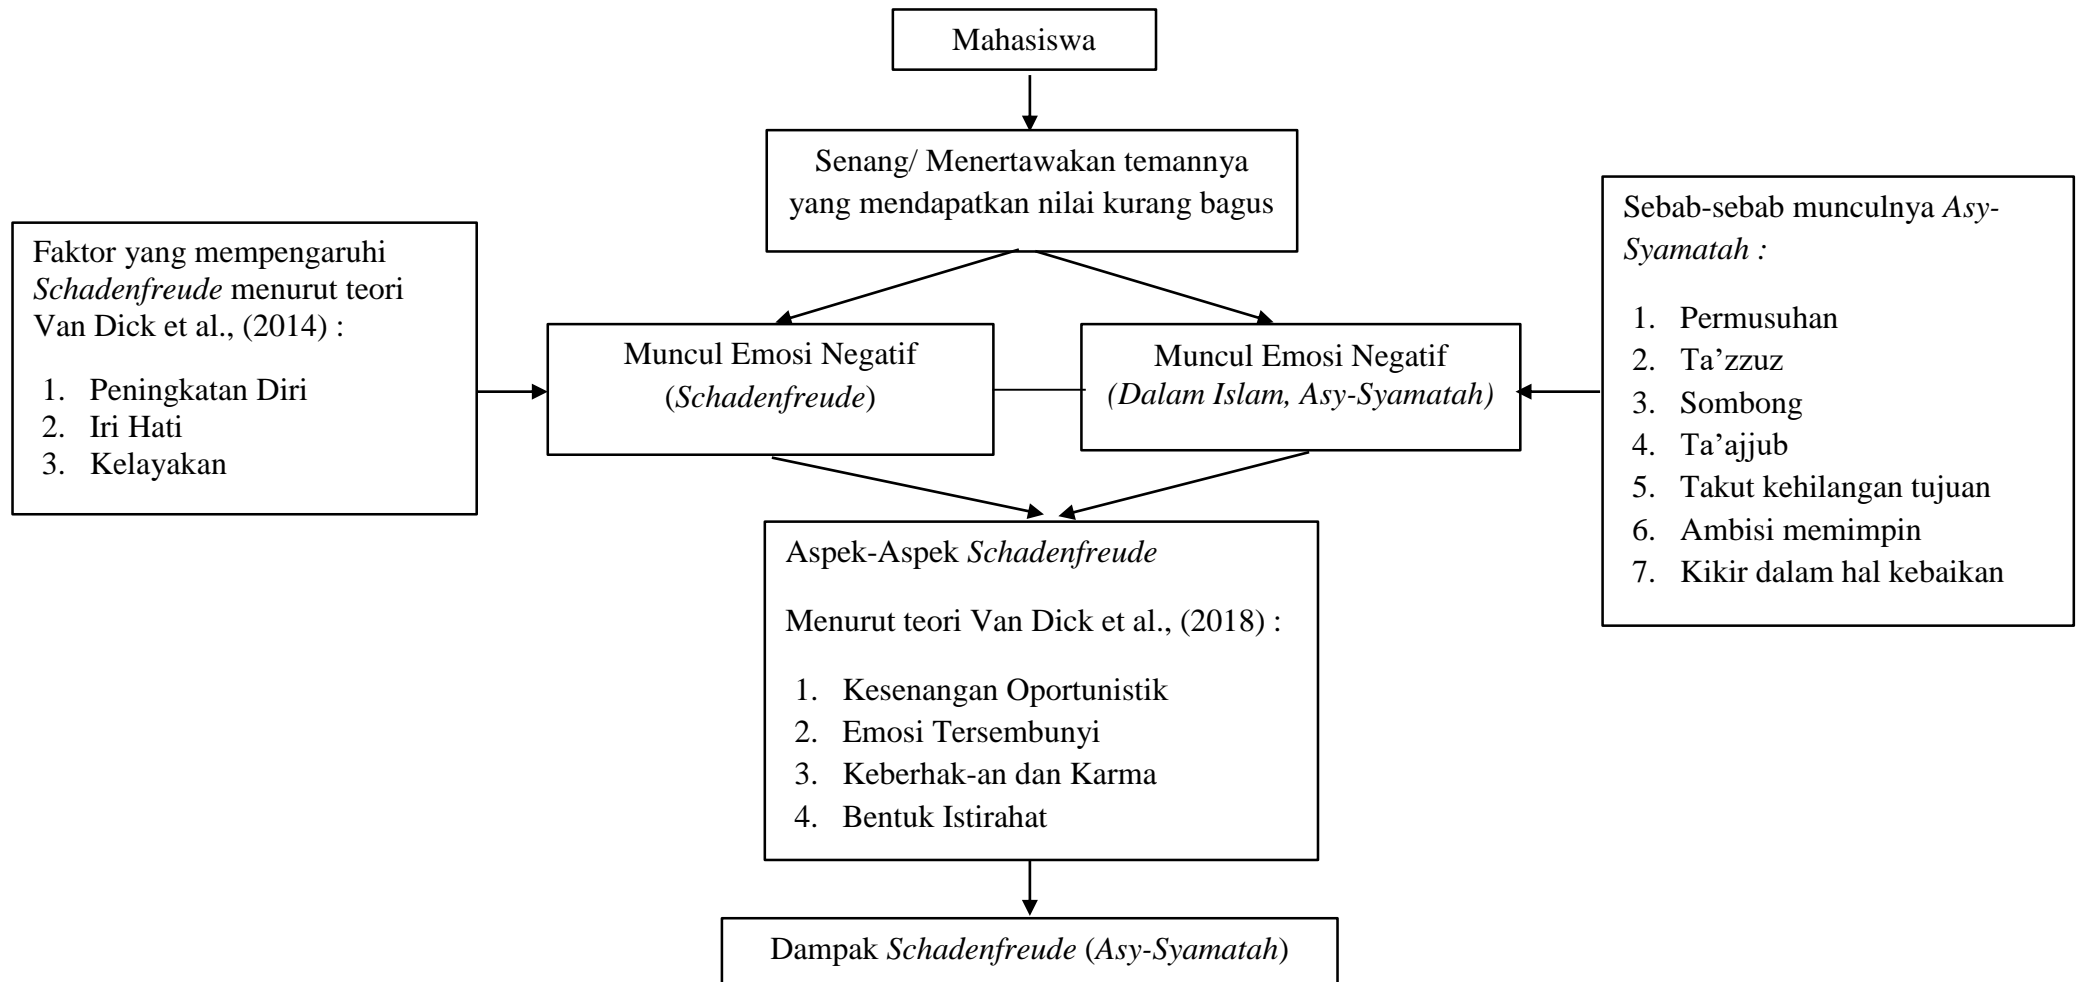 Mahasiswa
Senang/ Menertawakan temannya
yang mendapatkan nilai kurang bagus
Faktor yang mempengaruhi
Schadenfreude menurut teori
Van Dick et al., (2014) :
1. Peningkatan Diri
2. Iri Hati
3. Kelayakan
Muncul Emosi Negatif
(Schadenfreude)
Muncul Emosi Negatif
(Dalam Islam, Asy-Syamatah)
Sebab-sebab munculnya Asy-
Syamatah :
1. Permusuhan
2. Ta’zzuz
3. Sombong
4. Ta’ajjub
5. Takut kehilangan tujuan
6. Ambisi memimpin
7. Kikir dalam hal kebaikan
Aspek-Aspek Schadenfreude
Menurut teori Van Dick et al., (2018) :
1. Kesenangan Oportunistik
2. Emosi Tersembunyi
3. Keberhak-an dan Karma
4. Bentuk Istirahat
Dampak Schadenfreude (Asy-Syamatah)